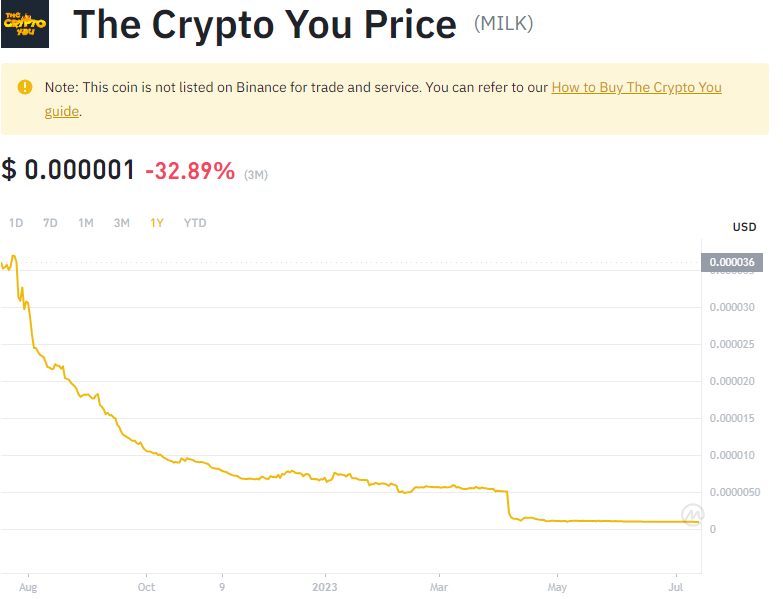 THE
CRYPTO
YOU
The Crypto You Price (MILK)
Note: This coin is not listed on Binance for trade and service. You can refer to our How to Buy The Crypto You
guide.
$ 0.000001 -32.89% (3M)
1D 7D 1M 3M 1Y YTD
USD
0.000036
0.000030
0.000025
0.000020
0.000015
0.000010
0.0000050
0
Aug Oct 9 2023 Mar May Jul